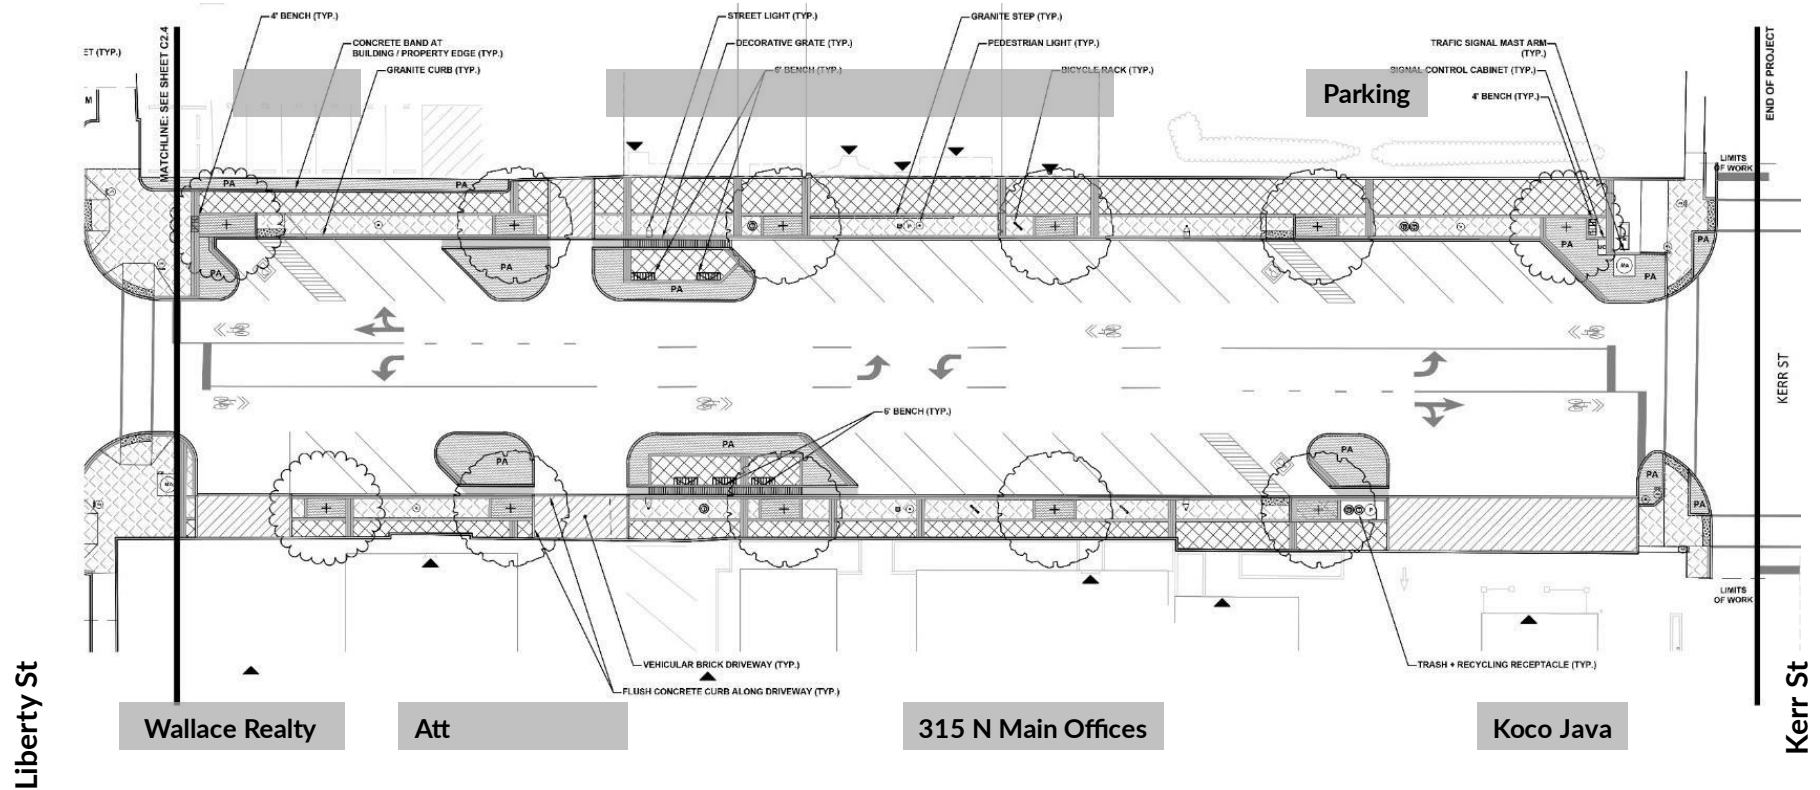 4' BENCH (TYP.)
STREET LIGHT (TYP.)
GRANITE STEP (TYP.)
ET (TYP.)
CONCRETE BAND AT
BUILDING / PROPERTY EDGE (TYP.)
DECORATIVE GRATE (TYP.)
PEDESTRIAN LIGHT (TYP.)
TRAFIC SIGNAL MAST ARM
(TYP.)
GRANITE CURB (TYP.)
6' BENCH (TYP.)
BICYCLE RACK (TYP.)
SIGNAL CONTROL CABINET (TYP.)
Parking
4' BENCH (TYP.)
M
MATCHLINE: SEE SHEET C2.4
END OF PROJECT
LIMITS
OF WORK
PA
PA
PA
PA
PA
PA
PA
PA
PA
MA
KERR ST
6' BENCH (TYP.)
PA
PA
PA
PA
PA
MA
LIMITS
OF WORK
VEHICULAR BRICK DRIVEWAY (TYP.)
TRASH + RECYCLING RECEPTACLE (TYP.)
FLUSH CONCRETE CURB ALONG DRIVEWAY (TYP.)
Liberty St
Wallace Realty
Att
315 N Main Offices
Koco Java
Kerr St